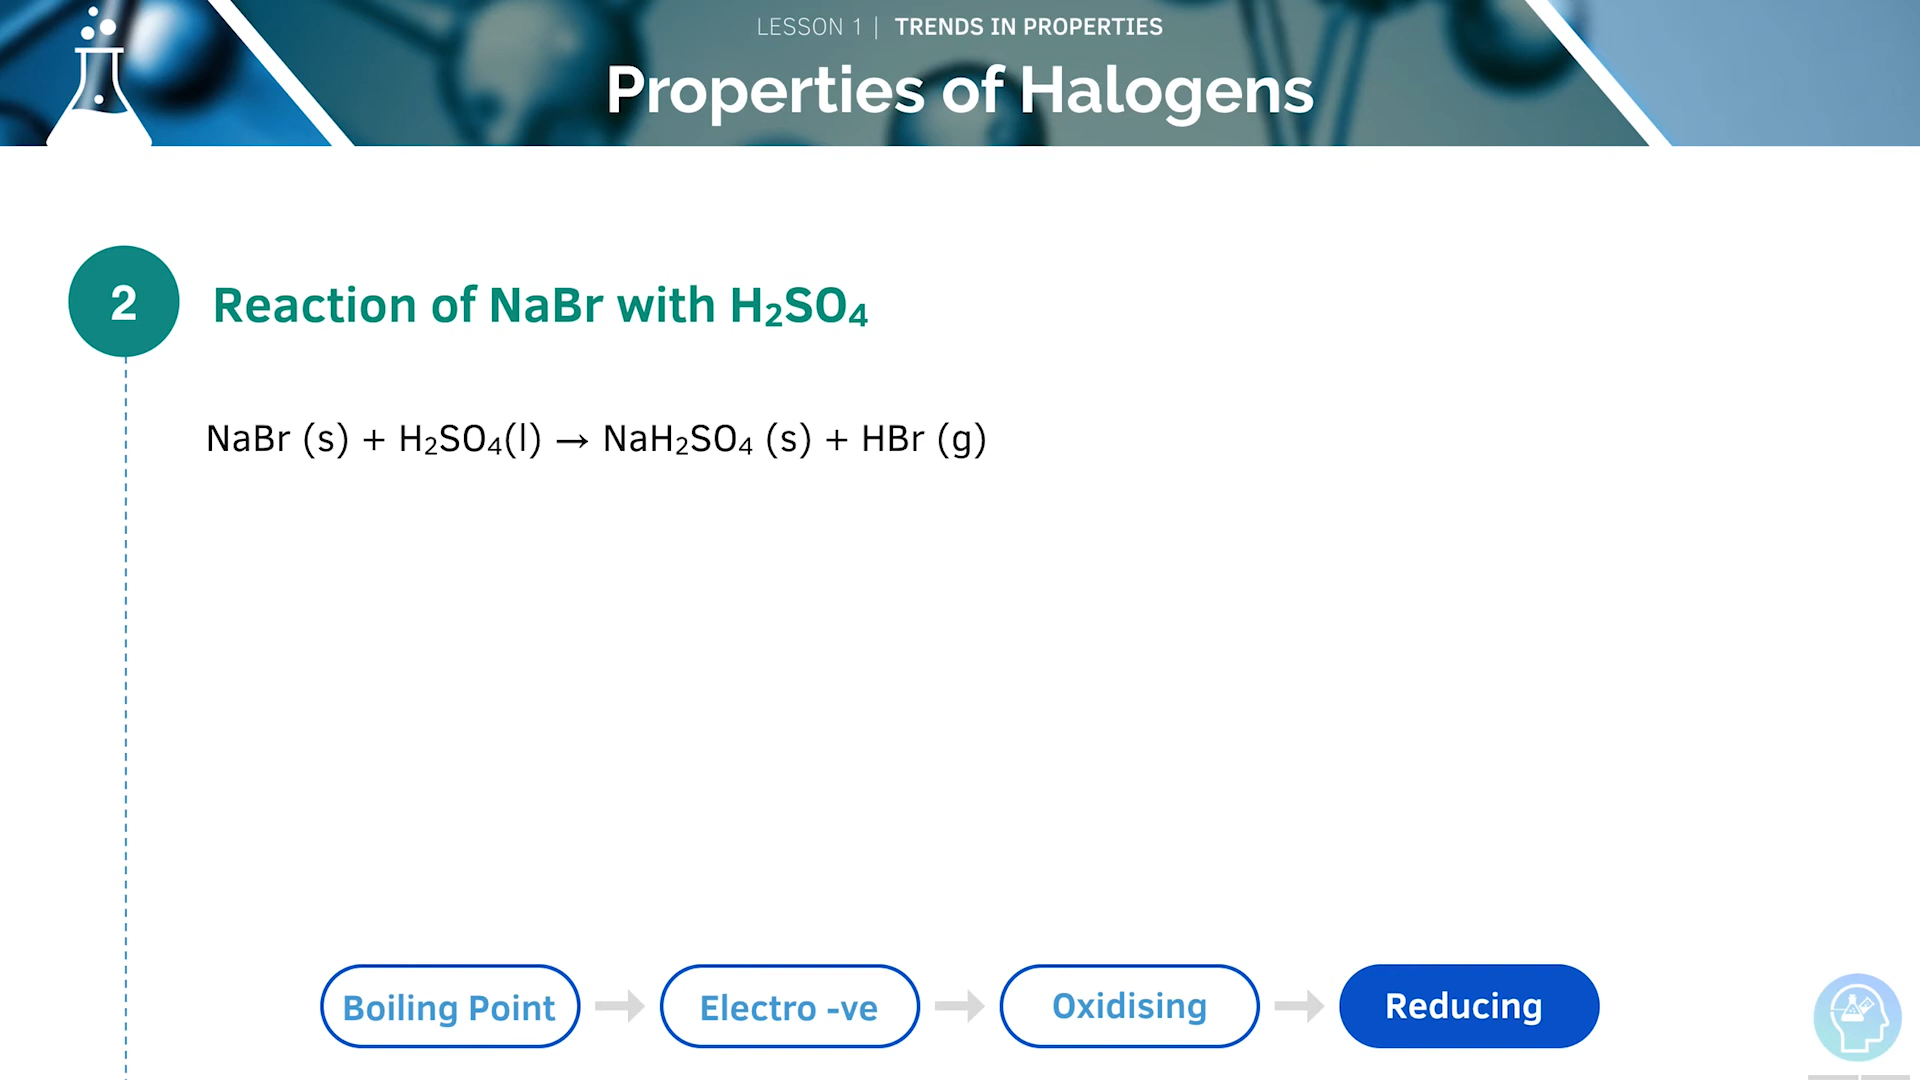 LESSON 1 | TRENDS IN PROPERTIES
Properties of Halogens
2
Reaction of NaBr with H₂SO₄
NaBr (s) + H₂SO₄(l) → NaH₂SO₄ (s) + HBr (g)
Boiling Point
Electro -ve
Oxidising
Reducing